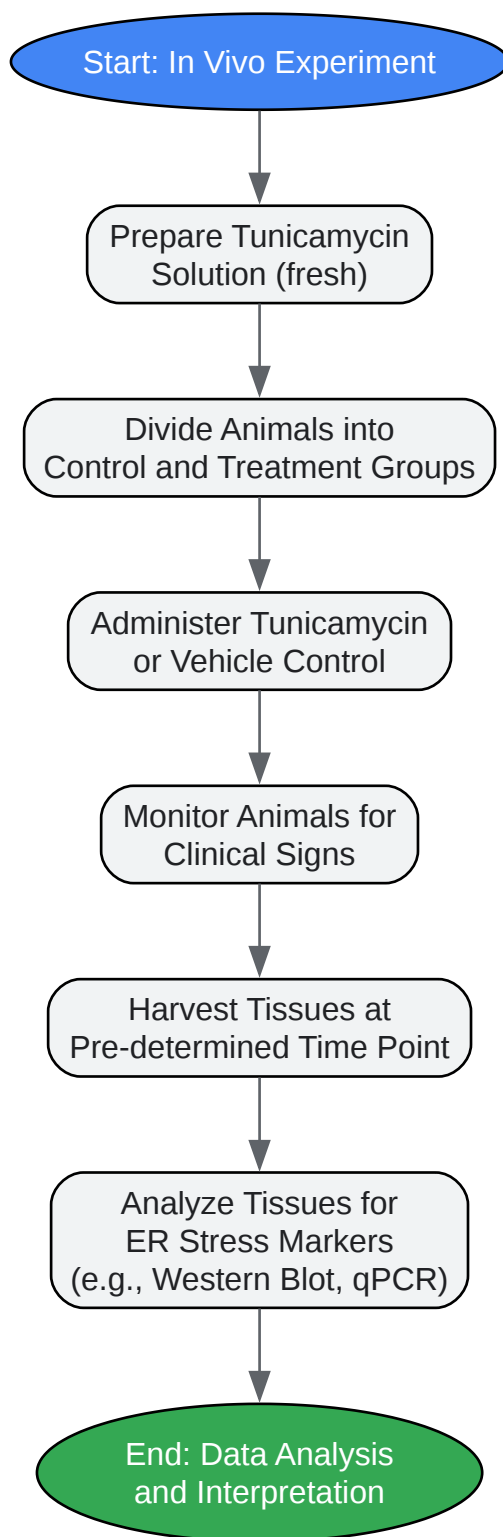 Start: In Vivo Experiment
Prepare Tunicamycin
Solution (fresh)
Divide Animals into
Control and Treatment Groups
Administer Tunicamycin
or Vehicle Control
Monitor Animals for
Clinical Signs
Harvest Tissues at
Pre-determined Time Point
Analyze Tissues for
ER Stress Markers
(e.g., Western Blot, qPCR)
End: Data Analysis
and Interpretation